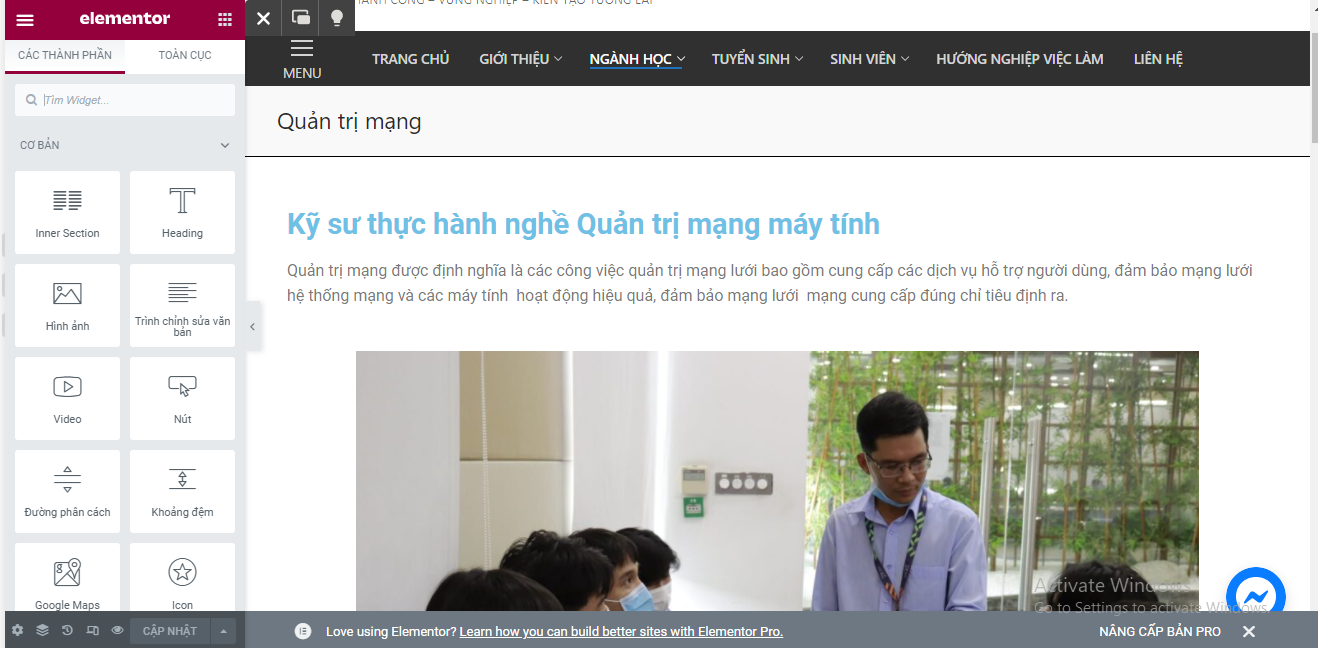 elementor
CÁC THÀNH PHẦN
TOÀN CỤC
Tìm Widget...
CƠ BẢN
Inner Section
Heading
Hình ảnh
Trình chỉnh sửa văn
bản
Video
Nút
Đường phân cách
Khoảng đệm
Google Maps
Icon
CẬP NHẬT
THÀNH CÔNG – VỮNG NGHIỆP – KIẾN TẠO TƯƠNG LAI
MENU
TRANG CHỦ
GIỚI THIỆU
NGÀNH HỌC
TUYỂN SINH
SINH VIÊN
HƯỚNG NGHIỆP VIỆC LÀM
LIÊN HỆ
Quản trị mạng
Kỹ sư thực hành nghề Quản trị mạng máy tính
Quản trị mạng được định nghĩa là các công việc quản trị mạng lưới bao gồm cung cấp các dịch vụ hỗ trợ người dùng, đảm bảo mạng lưới
hệ thống mạng và các máy tính hoạt động hiệu quả, đảm bảo mạng lưới mạng cung cấp đúng chỉ tiêu định ra.
Activate Windows
Go to Settings to activate Windows.
Love using Elementor? Learn how you can build better sites with Elementor Pro.
NÂNG CẤP BẢN PRO